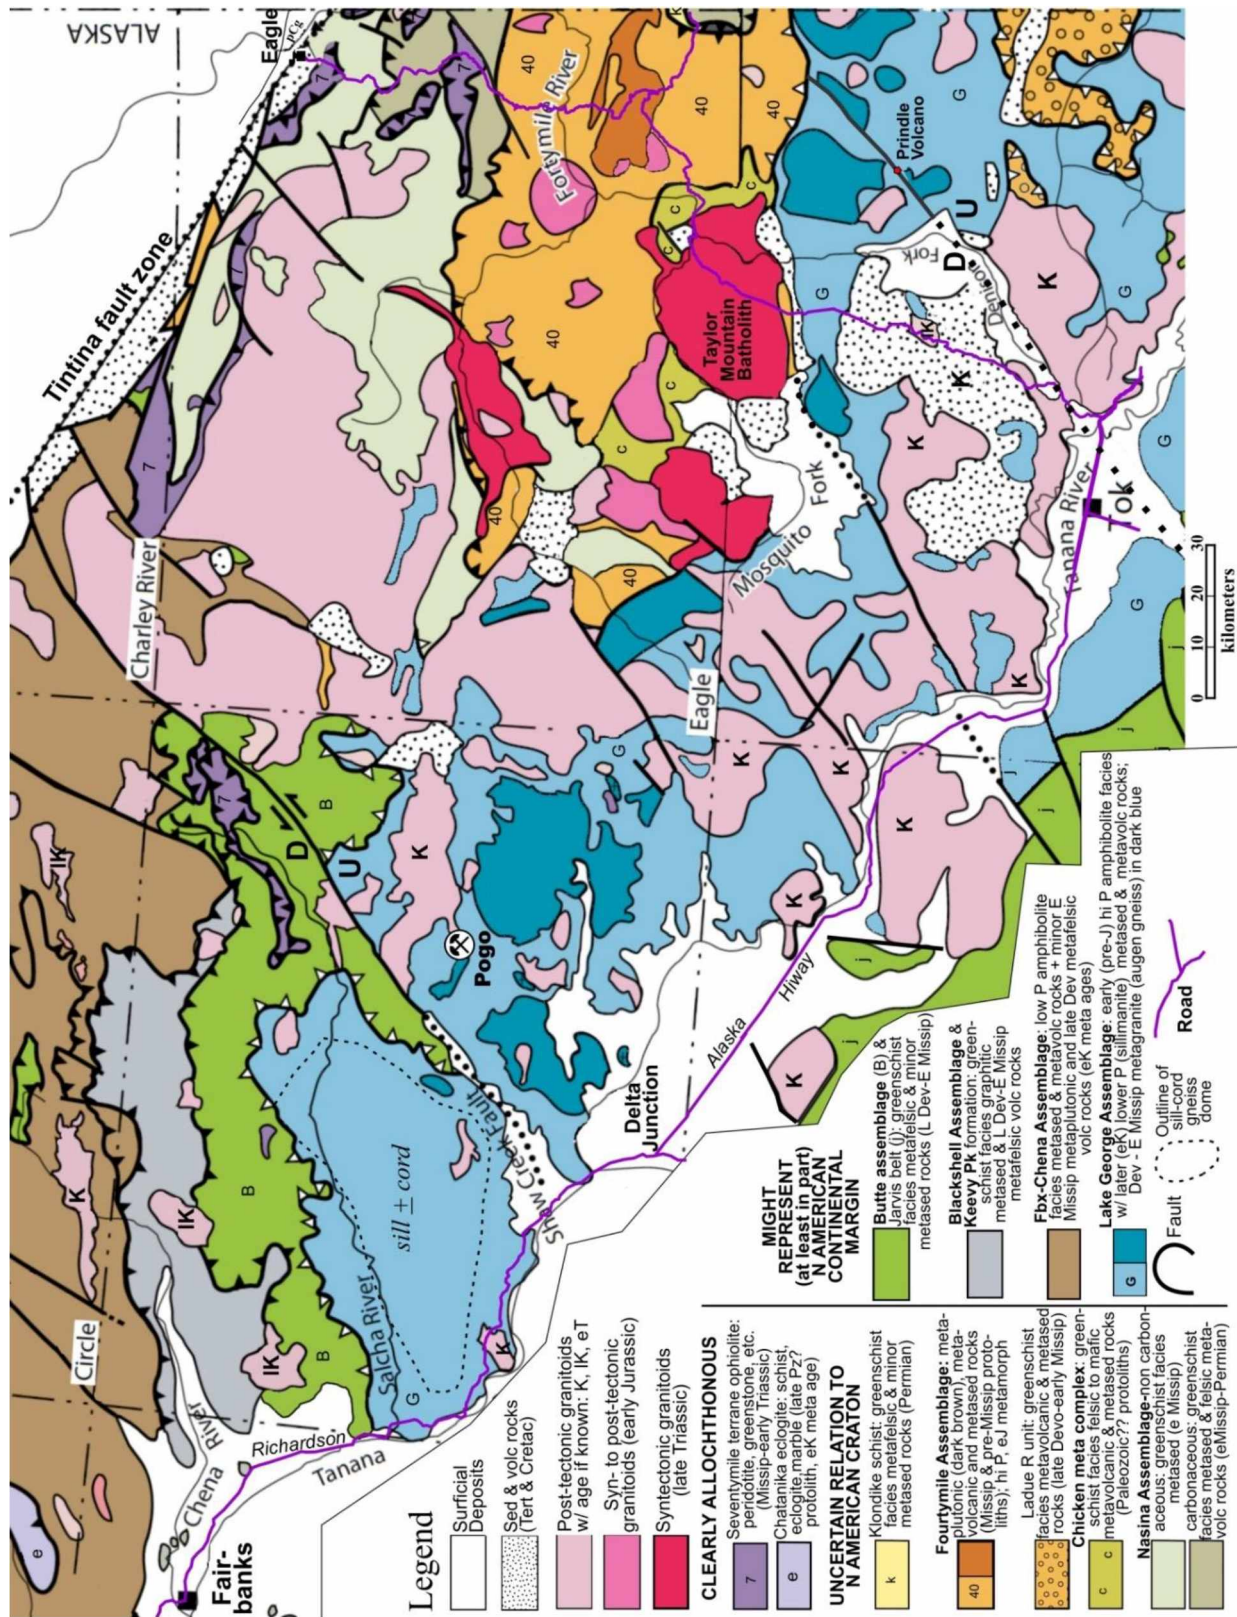 ALASKA
Eagle
pCg
Tintina fault zone
Fortymile River
Charley River
Prindle
Volcano
Taylor
Mountain
Batholith
Fork
Dennison
Mosquito
Fork
Tanana River
Tok
Eagle
Circle
Pogo
Salcha River
sill ± cord
Shaw Creek Fault
Delta
Junction
Alaska
Hiway
Richardson
Tanana
Chena
River
Fair-
banks
D
U
D
U
0 10 20 30
kilometers
Legend
Surficial
Deposits
Sed & volc rocks
(Tert & Cretac)
Post-tectonic granitoids
w/ age if known: K, lK, eT
Syn- to post-tectonic
granitoids (early Jurassic)
Syntectonic granitoids
(late Triassic)
CLEARLY ALLOCHTHONOUS
7
Seventymile terrane ophiolite:
peridotite, greenstone, etc.
(Missip-early Triassic)
e
Chatanika eclogite: schist,
eclogite,marble (late Pz?
protolith, eK meta age)
UNCERTAIN RELATION TO
N AMERICAN CRATON
k
Klondike schist: greenschist
facies metafelsic & minor
metased rocks (Permian)
40
Fourtymile Assemblage: meta-
plutonic (dark brown), meta-
volcanic and metased rocks
(Missip & pre-Missip proto-
liths); hi P, eJ metamorph
Ladue R unit: greenschist
facies metavolcanic & metased
rocks (late Devo-early Missip)
c
Chicken meta complex: green-
schist facies felsic to mafic
metavolcanic & metased rocks
(Paleozoic?? protoliths)
Nasina Assemblage-non carbon-
aceous: greenschist facies
metased (e Missip)
carbonaceous: greenschist
facies metased & felsic meta-
volc rocks (eMissip-Permian)
MIGHT
REPRESENT
(at least in part)
N AMERICAN
CONTINENTAL
MARGIN
Butte assemblage (B) &
Jarvis belt (j): greenschist
facies metafelsic & minor
metased rocks (L Dev-E Missip)
Blackshell Assemblage &
Keevy Pk formation: green-
schist facies graphitic
metased & L Dev-E Missip
metafelsic volc rocks
Fbx-Chena Assemblage: low P amphibolite
facies metased & metavolc rocks + minor E
Missip metaplutonic and late Dev metafelsic
volc rocks (eK meta ages)
G
Lake George Assemblage: early (pre-J) hi P amphibolite facies
w/ later (eK) lower P (sillimanite) metased & metavolc rocks;
Dev - E Missip metagranite (augen gneiss) in dark blue
Fault
Outline of
sill-cord
gneiss
dome
Road